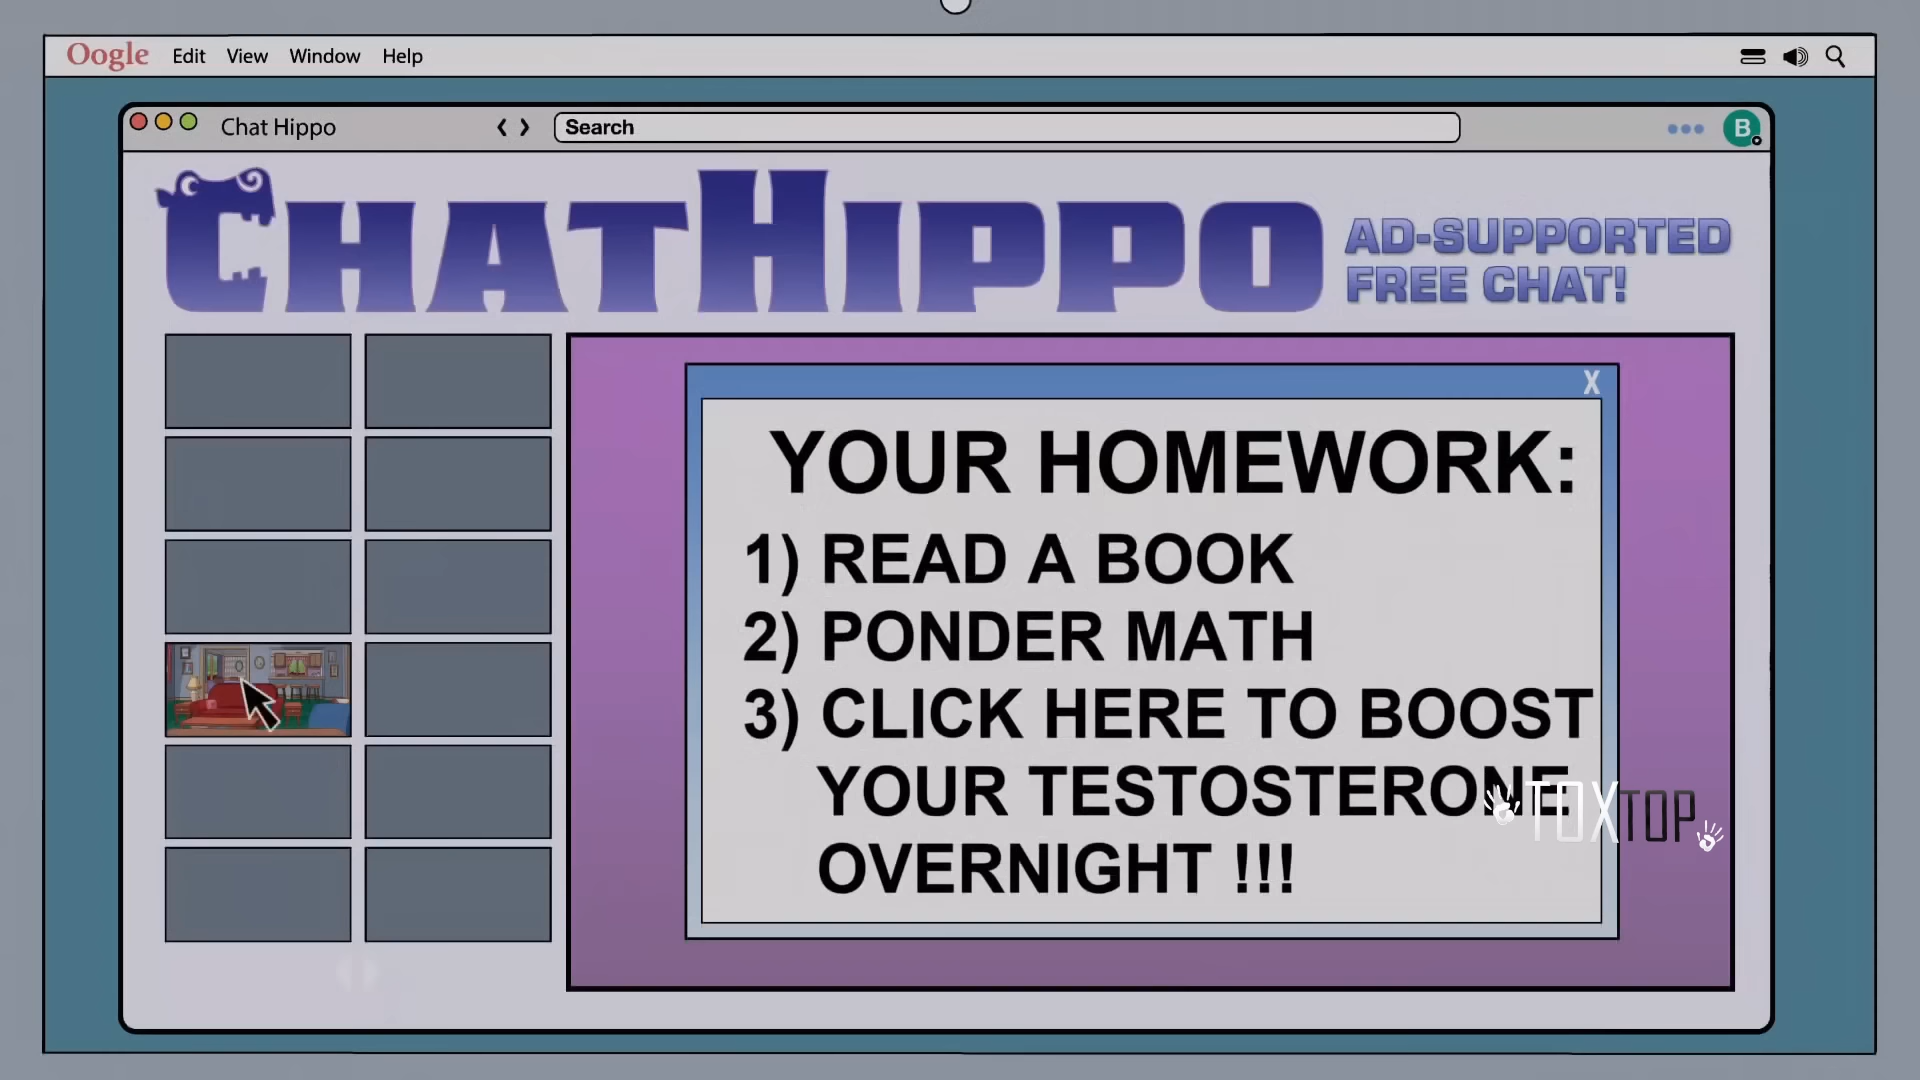 Oogle Edit View Window Help
Chat Hippo < > Search B
CHATHIPPO
AD-SUPPORTED
FREE CHAT!
X
YOUR HOMEWORK:
1) READ A BOOK
2) PONDER MATH
3) CLICK HERE TO BOOST
YOUR TESTOSTERONE
OVERNIGHT !!!
TOXTOP